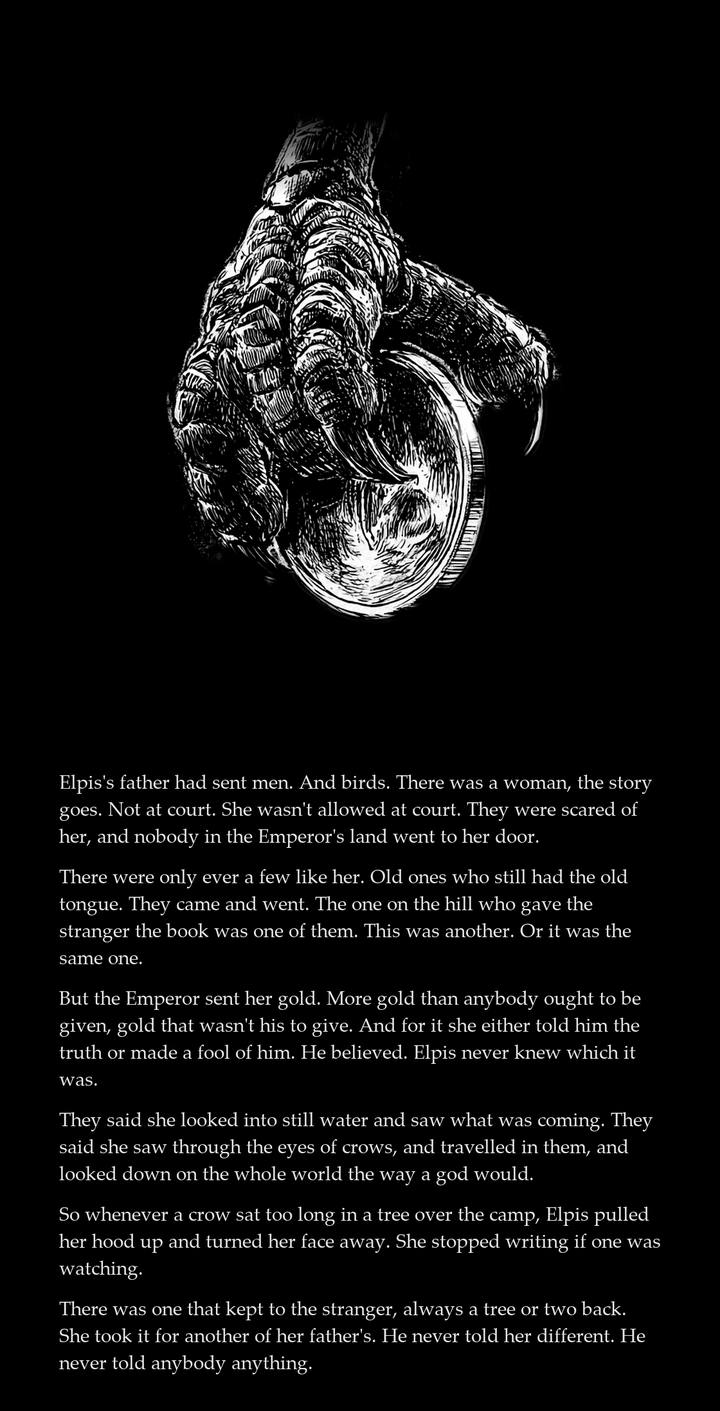 Elpis's father had sent men. And birds. There was a woman, the story
goes. Not at court. She wasn't allowed at court. They were scared of
her, and nobody in the Emperor's land went to her door.
There were only ever a few like her. Old ones who still had the old
tongue. They came and went. The one on the hill who gave the
stranger the book was one of them. This was another. Or it was the
same one.
But the Emperor sent her gold. More gold than anybody ought to be
given, gold that wasn't his to give. And for it she either told him the
truth or made a fool of him. He believed. Elpis never knew which it
was.
They said she looked into still water and saw what was coming. They
said she saw through the eyes of crows, and travelled in them, and
looked down on the whole world the way a god would.
So whenever a crow sat too long in a tree over the camp, Elpis pulled
her hood up and turned her face away. She stopped writing if one was
watching.
There was one that kept to the stranger, always a tree or two back.
She took it for another of her father's. He never told her different. He
never told anybody anything.